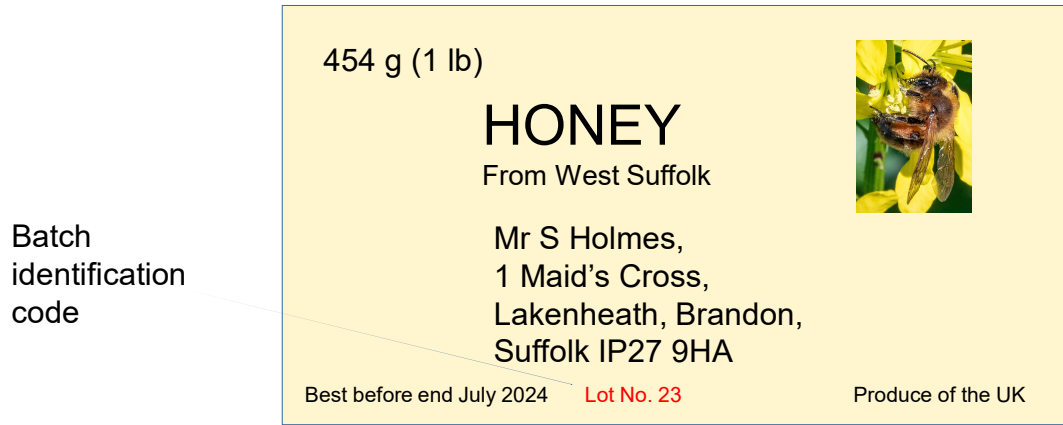 454 g (1 lb)
HONEY
From West Suffolk
Batch
identification
code
Mr S Holmes,
1 Maid's Cross,
Lakenheath, Brandon,
Suffolk IP27 9HA
Best before end July 2024 Lot No. 23 Produce of the UK